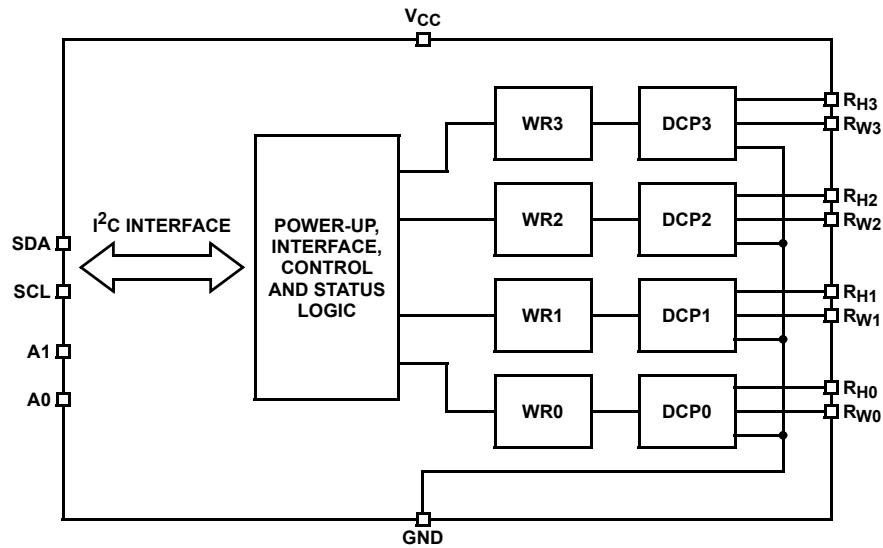 VCC
WR3
DCP3
RH3
RW3
WR2
DCP2
RH2
RW2
I2C INTERFACE
SDA
SCL
A1
A0
POWER-UP,
INTERFACE,
CONTROL
AND STATUS
LOGIC
WR1
DCP1
RH1
RW1
WR0
DCP0
RH0
RW0
GND